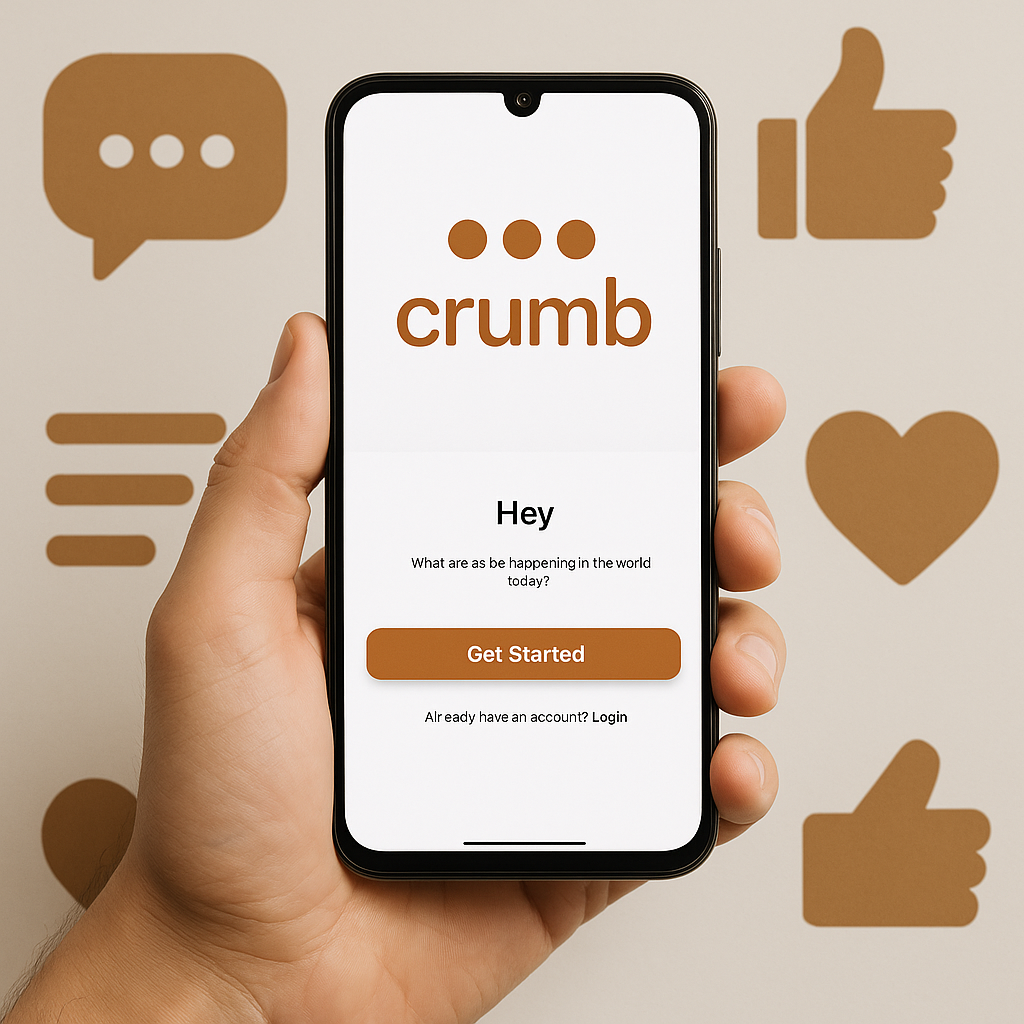 crumb
Hey
What are as be happening in the world
today?
Get Started
Alr eady have an account? Login